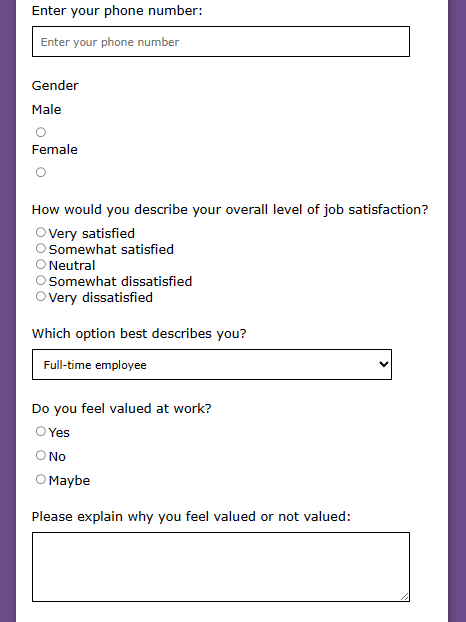 Enter your phone number:
Enter your phone number
Gender
Male
Female
How would you describe your overall level of job satisfaction?
Very satisfied
Somewhat satisfied
Neutral
Somewhat dissatisfied
Very dissatisfied
Which option best describes you?
Full-time employee
Do you feel valued at work?
Yes
No
Maybe
Please explain why you feel valued or not valued: